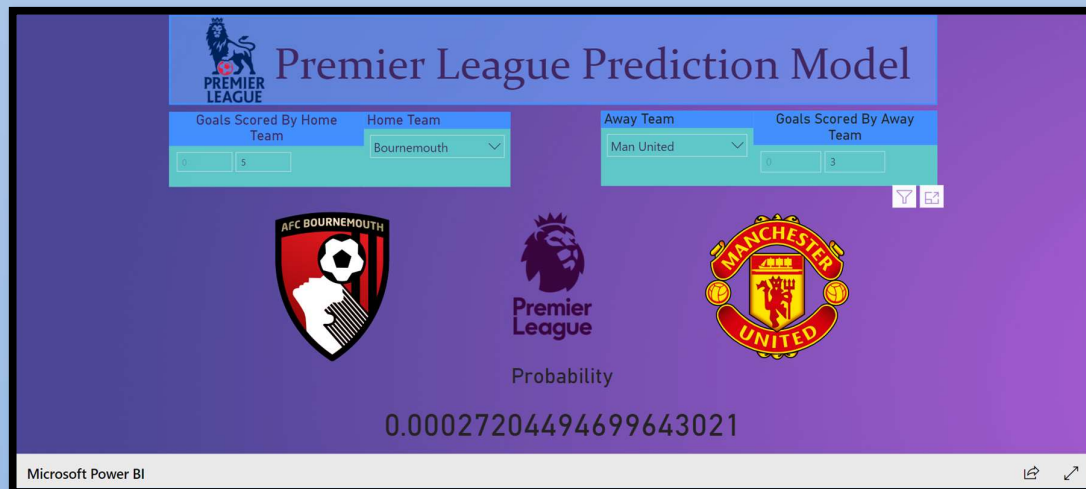 PREMIER
LEAGUE
Premier League Prediction Model
Goals Scored By Home
Team
Home Team
Away Team
Goals Scored By Away
Team
0
5
Bournemouth
Man United
0
3
AFC BOURNEMOUTH
Premier
League
MANCHESTER
UNITED
Probability
0.00027204494699643021
Microsoft Power BI